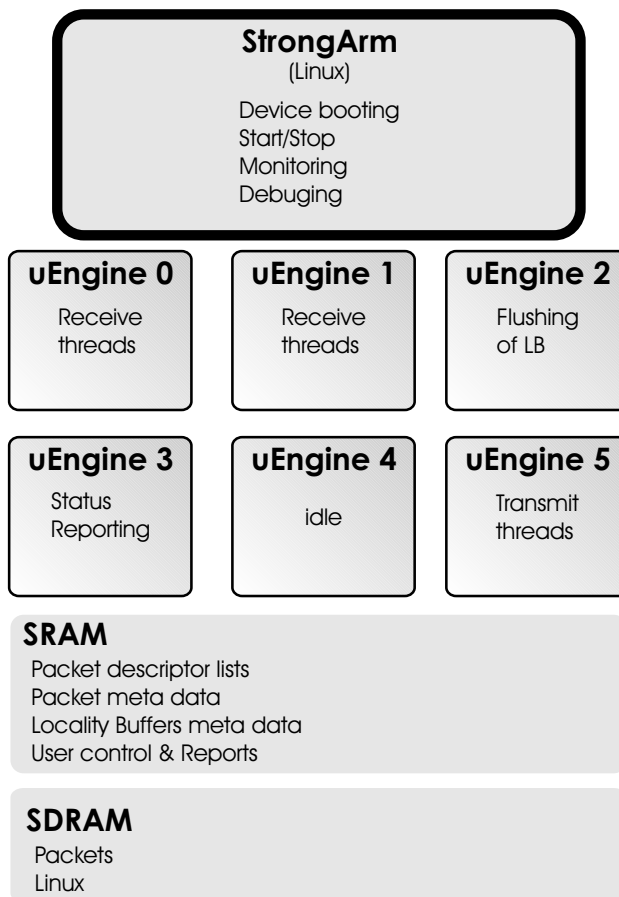 StrongArm
(Linux)
Device booting
Start/Stop
Monitoring
Debuging
uEngine 0
Receive
threads
uEngine 1
Receive
threads
uEngine 2
Flushing
of LB
uEngine 3
Status
Reporting
uEngine 4
idle
uEngine 5
Transmit
threads
SRAM
Packet descriptor lists
Packet meta data
Locality Buffers meta data
User control & Reports
SDRAM
Packets
Linux